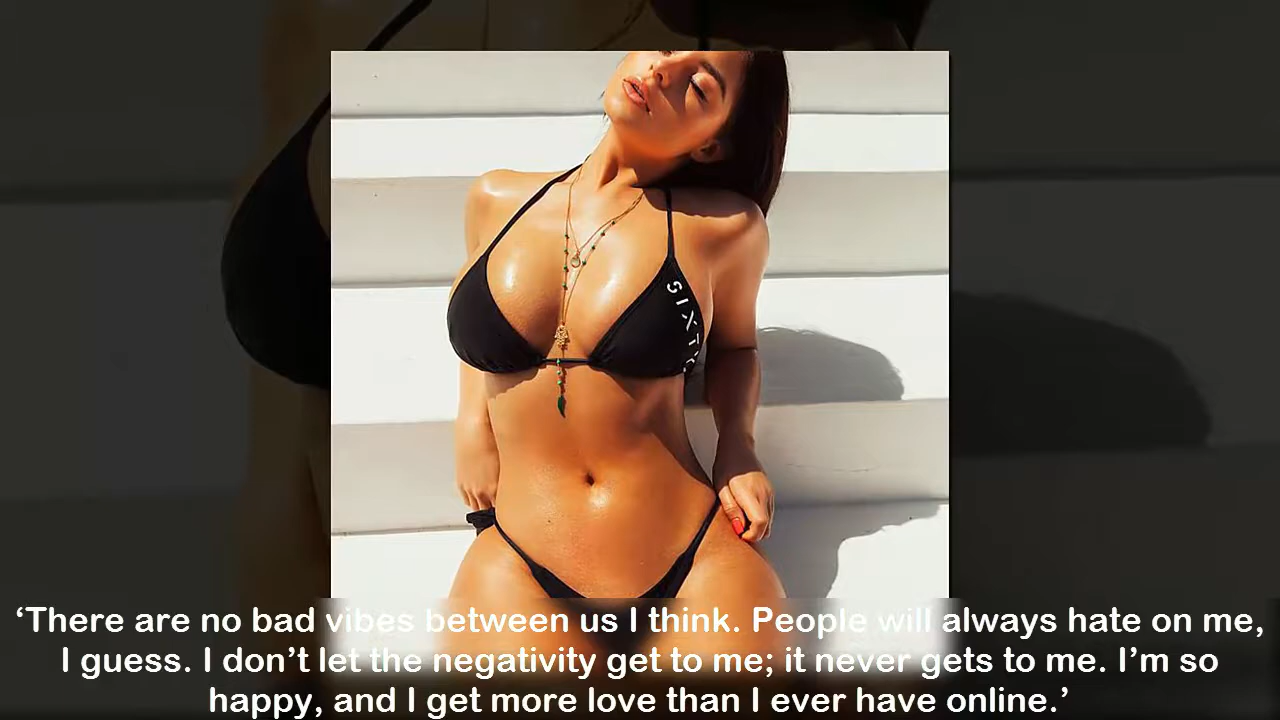 SIXT
‘There are no bad vibes between us I think. People will always hate on me,
I guess. I don’t let the negativity get to me; it never gets to me. I’m so
happy, and I get more love than I ever have online.’